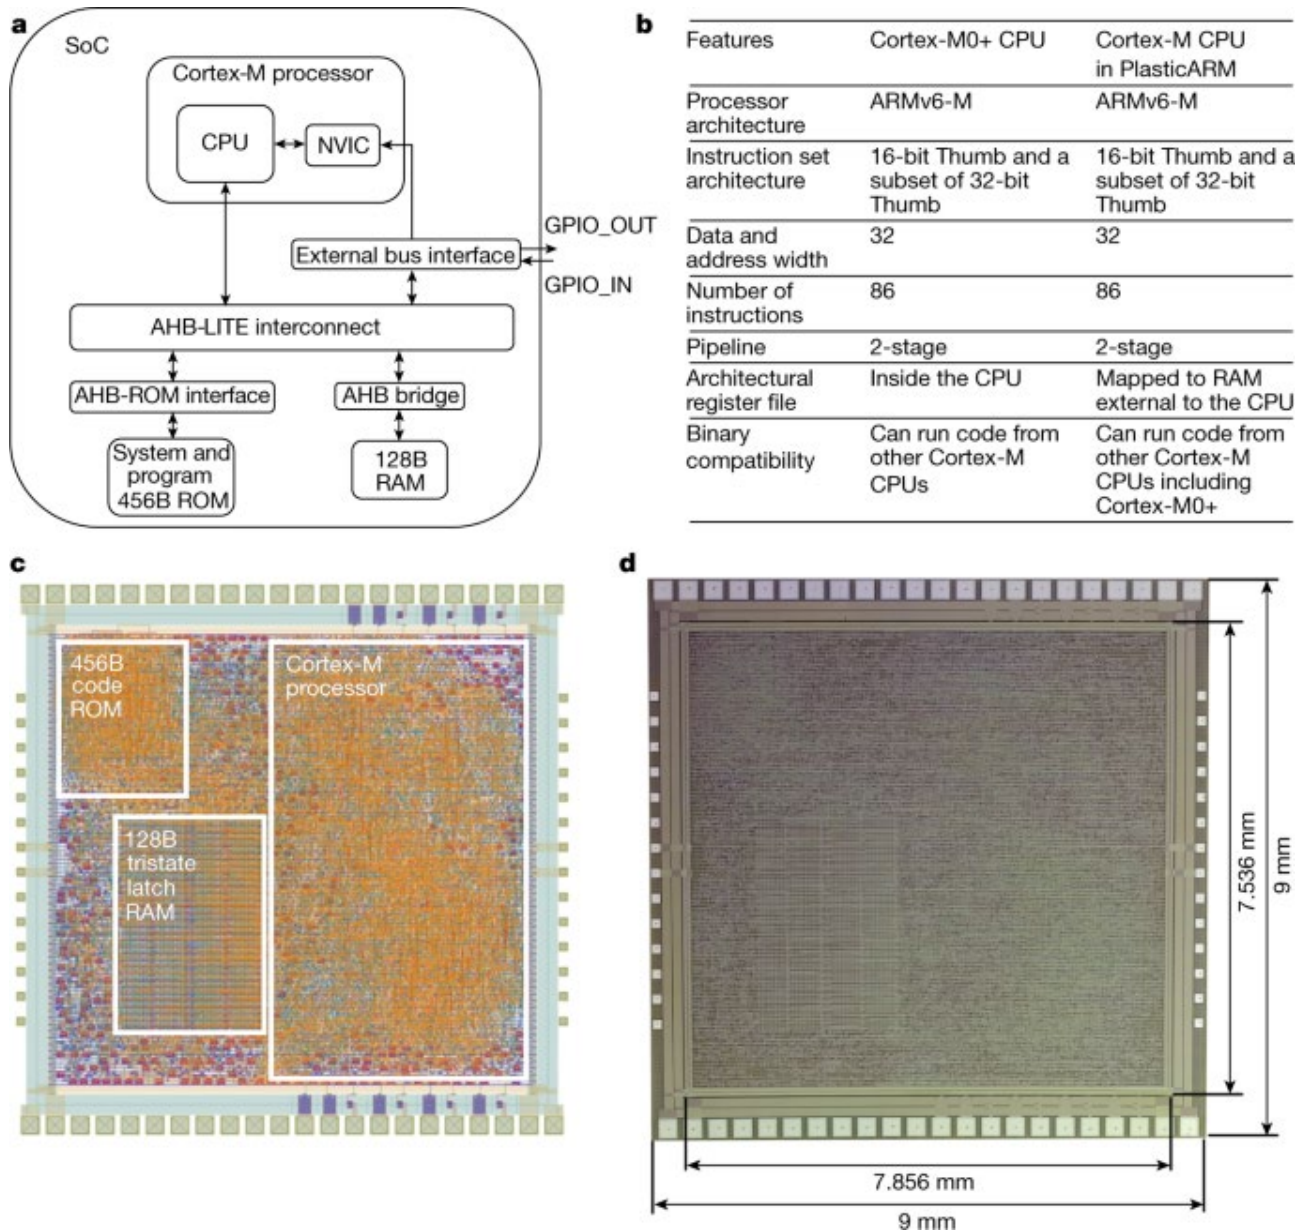 a
SoC
Cortex-M processor
CPU
NVIC
GPIO_OUT
External bus interface
GPIO_IN
AHB-LITE interconnect
AHB-ROM interface
AHB bridge
System and
program
456B ROM
128B
RAM
b
Features
Cortex-M0+ CPU
Cortex-M CPU
in PlasticARM
Processor
architecture
ARMv6-M
ARMv6-M
Instruction set
architecture
16-bit Thumb and a
subset of 32-bit
Thumb
16-bit Thumb and a
subset of 32-bit
Thumb
Data and
address width
32
32
Number of
instructions
86
86
Pipeline
2-stage
2-stage
Architectural
register file
Inside the CPU
Mapped to RAM
external to the CPU
Binary
compatibility
Can run code from
other Cortex-M
CPUs
Can run code from
other Cortex-M
CPUs including
Cortex-M0+
c
456B
code
ROM
Cortex-M
processor
128B
tristate
latch
RAM
d
7.536 mm
9 mm
7.856 mm
9 mm